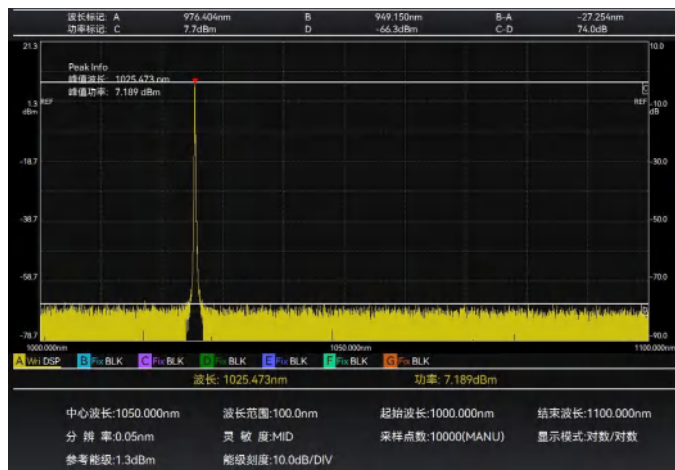 波长标记: A 976.404nm B 949.150nm B-A -27.254nm
功率标记: C 7.7dBm D -66.3dBm C-D 74.0dB
21.3 10.0
Peak Info
峰值波长: 1025.473 nm
峰值功率: 7.189 dBm
C
1.3 REF REF -10.0
dBm dB
-18.7 -30.0
-38.7 -50.0
-58.7 -70.0
D
-78.7 -90.0
1000.000nm 1050.000nm 1100.000nm
A Wri DSP B Fix BLK C Fix BLK D Fix BLK E Fix BLK F Fix BLK G Fix BLK
波长: 1025.473nm 功率: 7.189dBm
中心波长:1050.000nm 波长范围:100.0nm 起始波长:1000.000nm 结束波长:1100.000nm
分 辨 率:0.05nm 灵 敏 度:MID 采样点数:10000(MANU) 显示模式:对数/对数
参考能级:1.3dBm 能级刻度:10.0dB/DIV